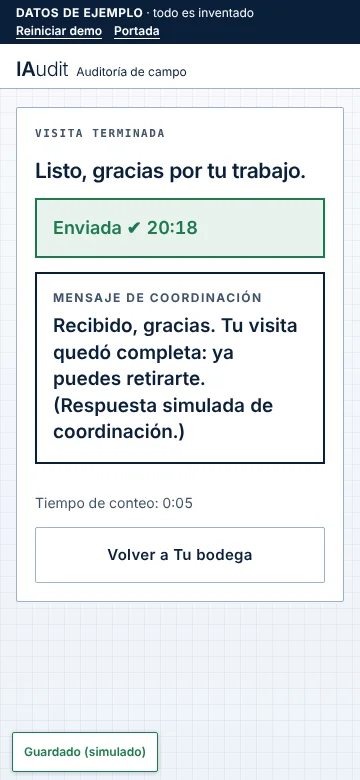 DATOS DE EJEMPLO · todo es inventado
Reiniciar demo Portada
IAudit Auditoría de campo
VISITA TERMINADA
Listo, gracias por tu trabajo.
Enviada ✔ 20:18
MENSAJE DE COORDINACIÓN
Recibido, gracias. Tu visita
quedó completa: ya
puedes retirarte.
(Respuesta simulada de
coordinación.)
Tiempo de conteo: 0:05
Volver a Tu bodega
Guardado (simulado)